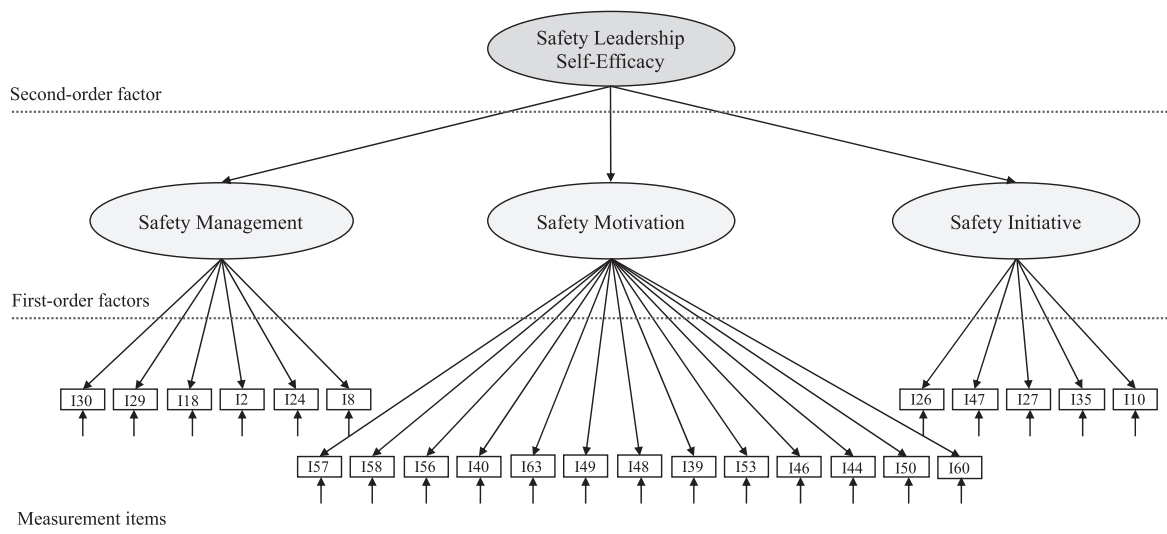 Safety Leadership
Self-Efficacy
Second-order factor
Safety Management
Safety Motivation
Safety Initiative
First-order factors
I30 I29 I18 I2 I24 I8 I26 I47 I27 I35 I10
I57 I58 I56 I40 I63 I49 I48 I39 I53 I46 I44 I50 I60
Measurement items